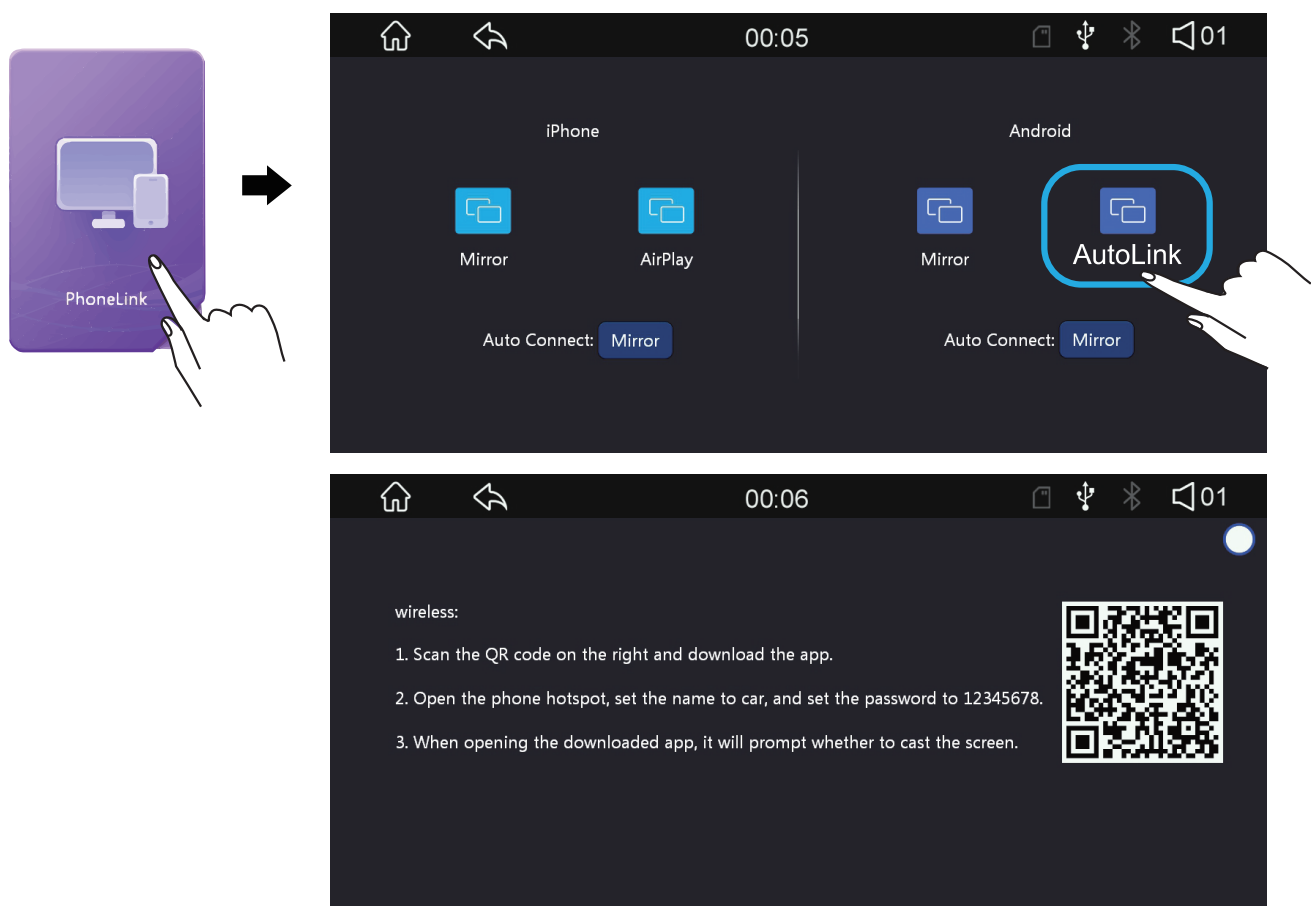 PhoneLink
00:05
01
iPhone
Android
Mirror
AirPlay
Mirror
AutoLink
Auto Connect: Mirror
Auto Connect: Mirror
00:06
01
wireless:
1. Scan the QR code on the right and download the app.
2. Open the phone hotspot, set the name to car, and set the password to 12345678.
3. When opening the downloaded app, it will prompt whether to cast the screen.